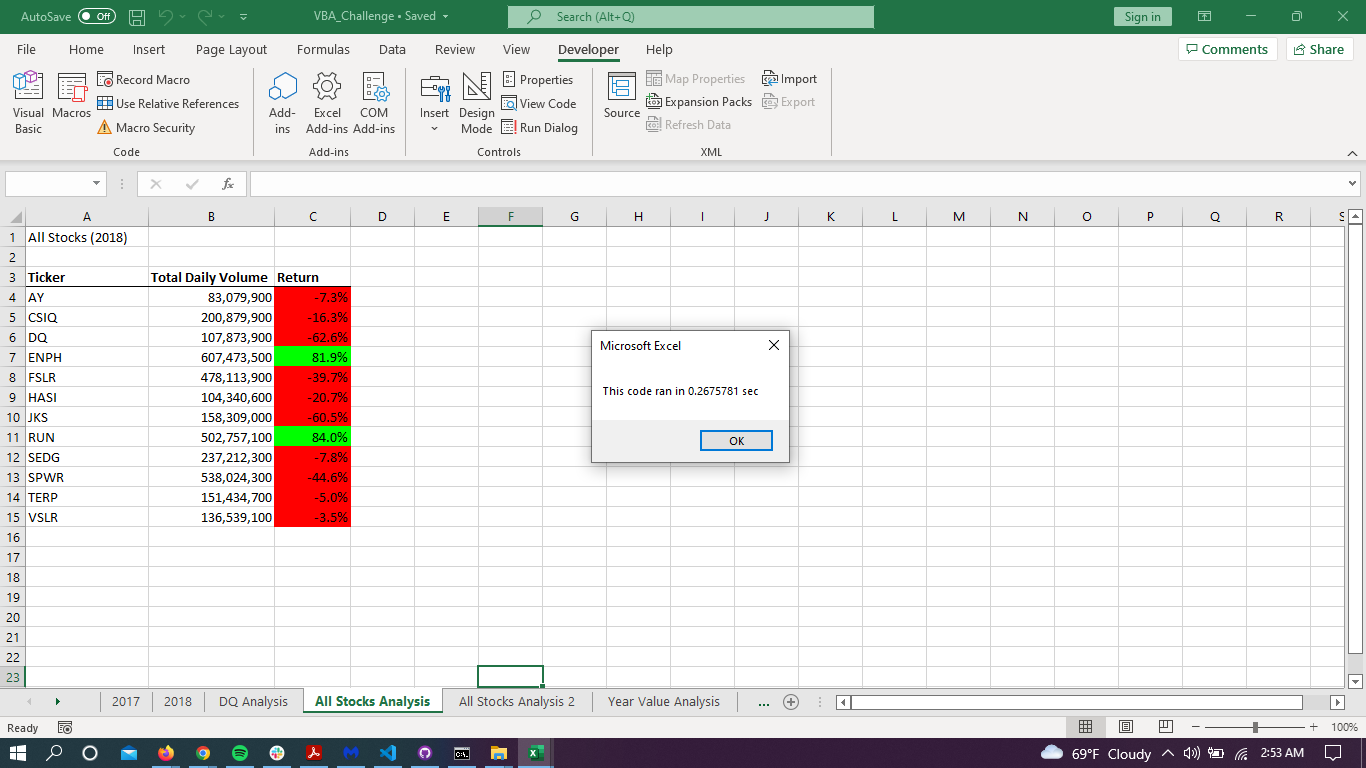 AutoSave Off VBA_Challenge • Saved Search (Alt+Q) Sign in
File Home Insert Page Layout Formulas Data Review View Developer Help Comments Share
Visual Basic
Macros
Record Macro
Use Relative References
Macro Security
Code
Add-ins
Excel Add-ins
COM Add-ins
Add-ins
Insert
Design Mode
Properties
View Code
Run Dialog
Controls
Source
Map Properties
Expansion Packs
Refresh Data
Import
Export
XML
fx
A B C D E F G H I J K L M N O P Q R S
1 All Stocks (2018)
2
3 Ticker Total Daily Volume Return
4 AY 83,079,900 -7.3%
5 CSIQ 200,879,900 -16.3%
6 DQ 107,873,900 -62.6%
7 ENPH 607,473,500 81.9%
8 FSLR 478,113,900 -39.7%
9 HASI 104,340,600 -20.7%
10 JKS 158,309,000 -60.5%
11 RUN 502,757,100 84.0%
12 SEDG 237,212,300 -7.8%
13 SPWR 538,024,300 -44.6%
14 TERP 151,434,700 -5.0%
15 VSLR 136,539,100 -3.5%
16
17
18
19
20
21
22
23
Microsoft Excel
This code ran in 0.2675781 sec
OK
2017 2018 DQ Analysis All Stocks Analysis All Stocks Analysis 2 Year Value Analysis ...
Ready 100%
69°F Cloudy 2:53 AM